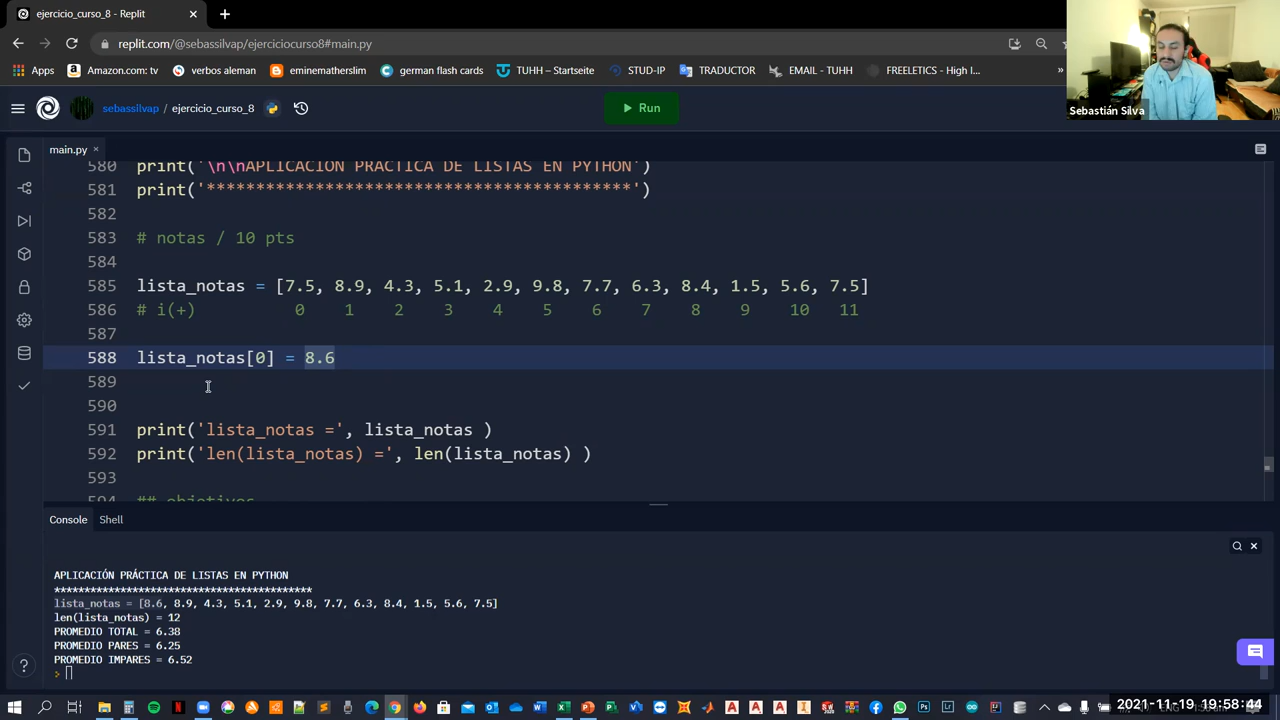 ejercicio_curso_8 - Replit
replit.com/@sebassilvap/ejerciciocurso8#main.py
Apps Amazon.com: tv verbos aleman eminematherslim german flash cards TUHH – Startseite STUD-IP TRADUCTOR EMAIL - TUHH FREELETICS - High I... »
Sebastián Silva
sebassilvap / ejercicio_curso_8
Run
main.py
580 print('\n\nAPLICACIÓN PRÁCTICA DE LISTAS EN PYTHON')
581 print('*******************************************')
582
583 # notas / 10 pts
584
585 lista_notas = [7.5, 8.9, 4.3, 5.1, 2.9, 9.8, 7.7, 6.3, 8.4, 1.5, 5.6, 7.5]
586 # i(+) 0 1 2 3 4 5 6 7 8 9 10 11
587
588 lista_notas[0] = 8.6
589
590
591 print('lista_notas =', lista_notas )
592 print('len(lista_notas) =', len(lista_notas) )
593
594 ## objetivos
Console Shell
APLICACIÓN PRÁCTICA DE LISTAS EN PYTHON
*******************************************
lista_notas = [8.6, 8.9, 4.3, 5.1, 2.9, 9.8, 7.7, 6.3, 8.4, 1.5, 5.6, 7.5]
len(lista_notas) = 12
PROMEDIO TOTAL = 6.38
PROMEDIO PARES = 6.25
PROMEDIO IMPARES = 6.52
>
2021-11-19 19:58:44